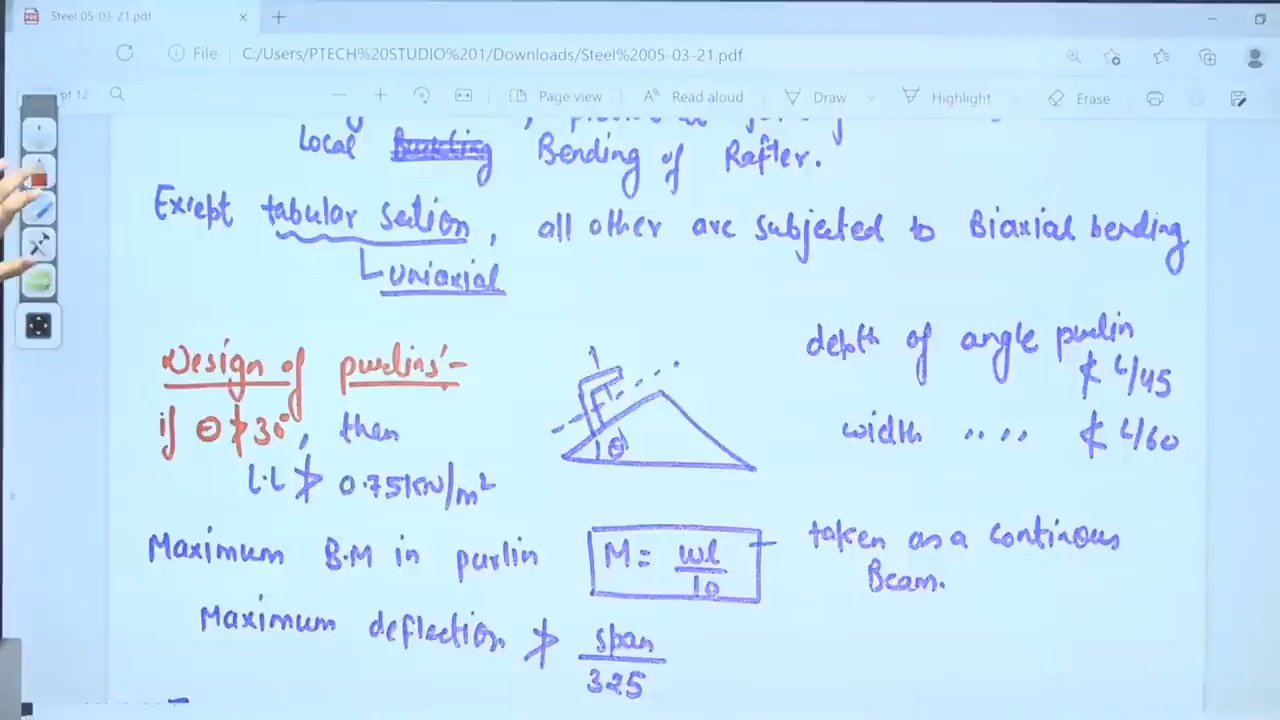 Steel 05-03-21.pdf
File C:/Users/PTECH%20STUDIO%201/Downloads/Steel%2005-03-21.pdf
of 12 Page view Read aloud Draw Highlight Erase
Local Bending of Rafter.
Except tabular section, all other are subjected to Biaxial bending
uniaxial
Design of purlins:-
if θ ≯ 30°, then
L.L ≯ 0.75KN/m²
θ
depth of angle purlin
≮ L/45
width .... ≮ L/60
Maximum B.M in purlin M = wl/10 taken as a continous
Beam.
Maximum deflection ≯ span/325